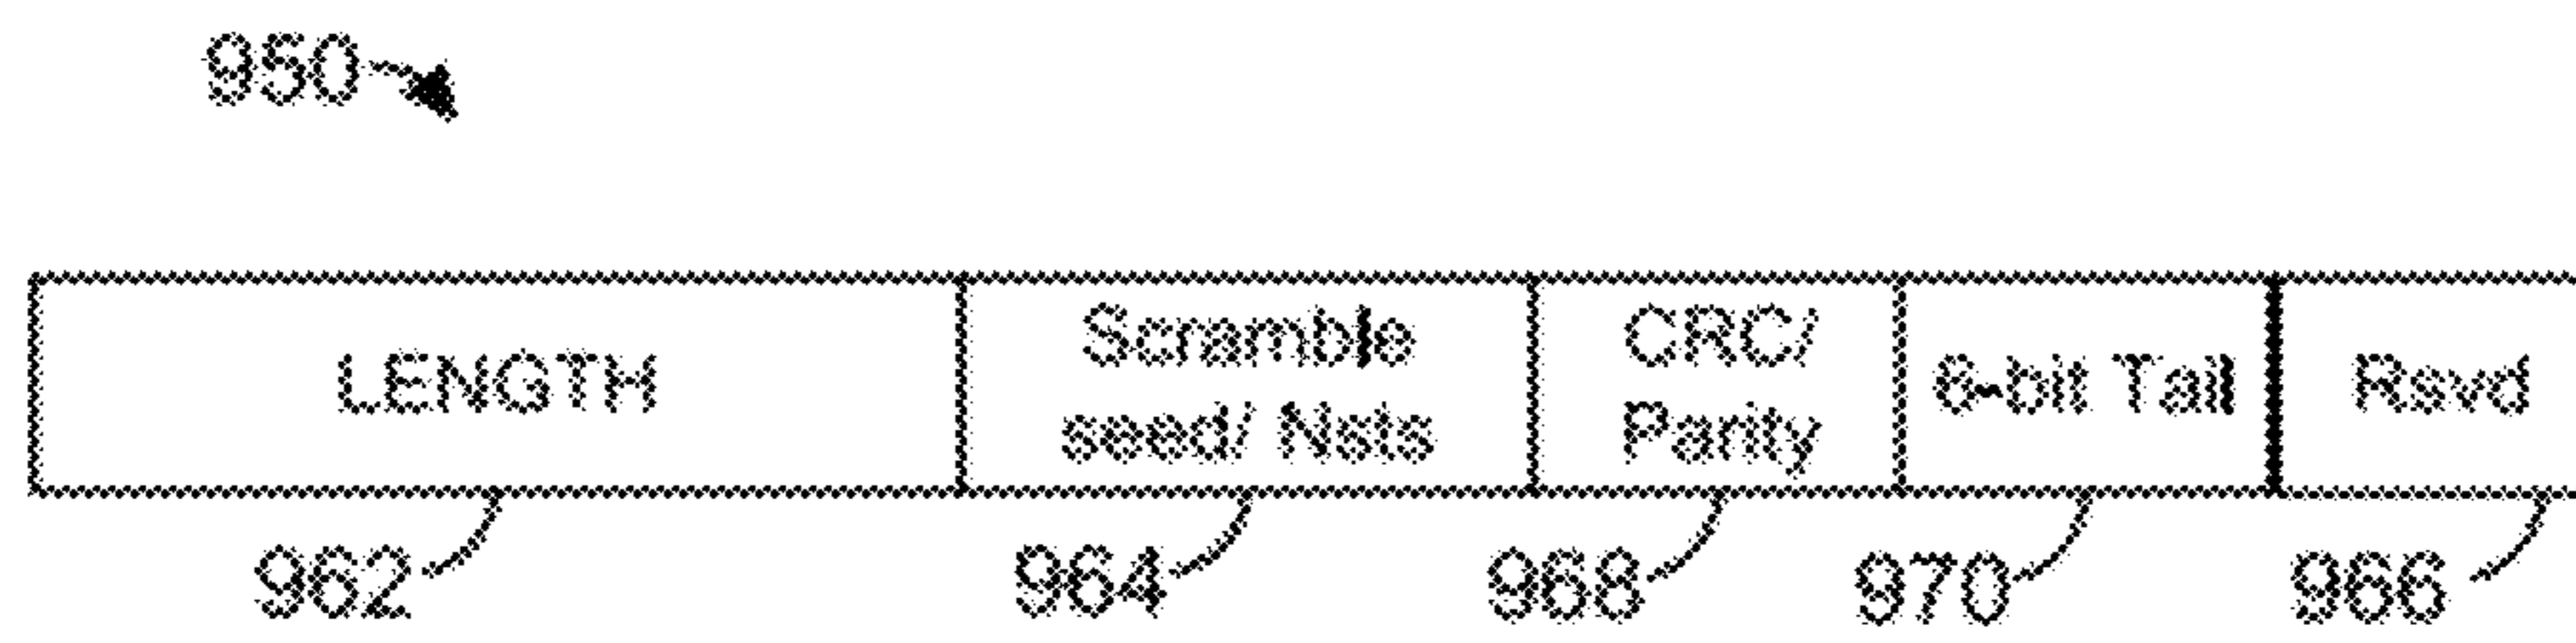 950
LENGTH
Scramble
seed/ Nsts
CRC/
Parity
6-bit Tail
Rsvd
962
964
968
970
966